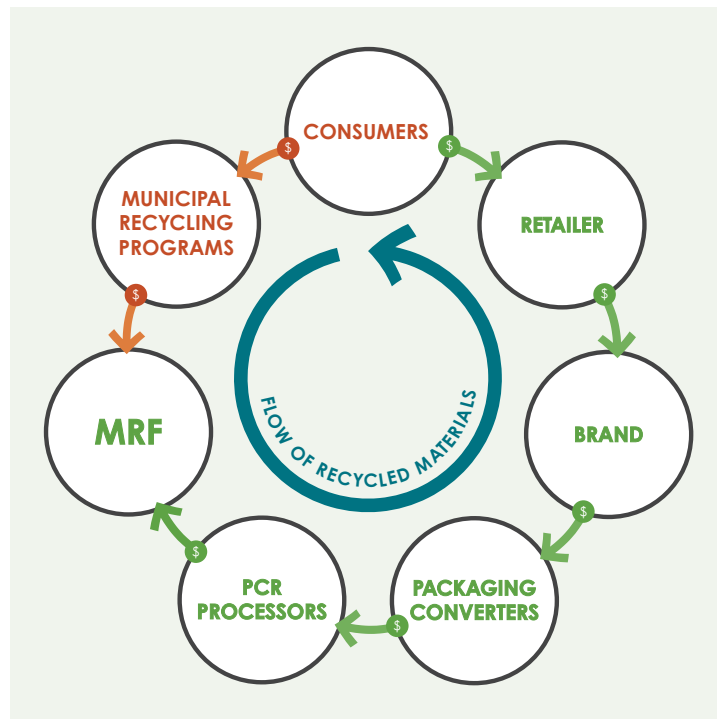 CONSUMERS
$
$
MUNICIPAL
RECYCLING
PROGRAMS
RETAILER
$
$
FLOW OF RECYCLED MATERIALS
MRF
BRAND
$
$
PCR
PROCESSORS
PACKAGING
CONVERTERS
$